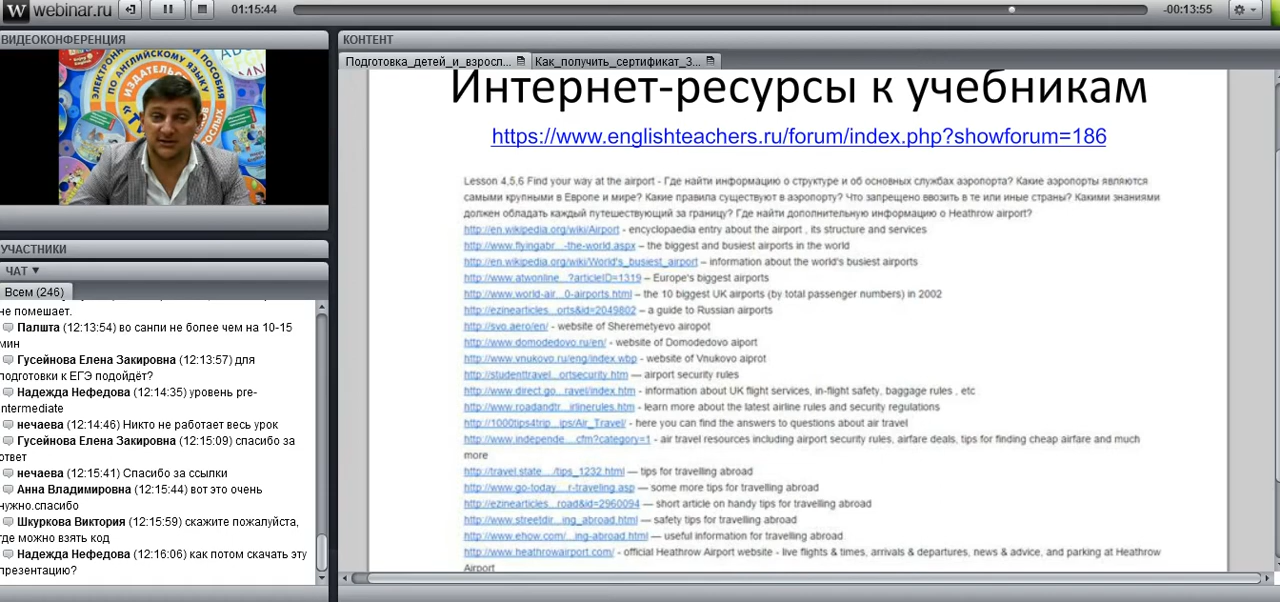 W webinar.ru
01:15:44
-00:13:55
ВИДЕОКОНФЕРЕНЦИЯ
ЭЛЕКТРОННЫЕ
ПОСОБИЯ
ПО АНГЛИЙСКОМУ ЯЗЫКУ
ИЗДАТЕЛЬ
УЧАСТНИКИ
ЧАТ ▼
Всем (246)
не помешает.
Палшта (12:13:54) во санпи не более чем на 10-15
мин
Гусейнова Елена Закировна (12:13:57) для
подготовки к ЕГЭ подойдёт?
Надежда Нефедова (12:14:35) уровень pre-
ntermediate
нечаева (12:14:46) Никто не работает весь урок
Гусейнова Елена Закировна (12:15:09) спасибо за
ответ
нечаева (12:15:41) Спасибо за ссылки
Анна Владимировна (12:15:44) вот это очень
нужно.спасибо
Шкуркова Виктория (12:15:59) скажите пожалуйста,
где можно взять код
Надежда Нефедова (12:16:06) как потом скачать эту
презентацию?
КОНТЕНТ
Подготовка_детей_и_взросл...
Как_получить_сертификат_З...
Интернет-ресурсы к учебникам
https://www.englishteachers.ru/forum/index.php?showforum=186
Lesson 4,5,6 Find your way at the airport - Где найти информацию о структуре и об основных службах аэропорта? Какие аэропорты являются
самыми крупными в Европе и мире? Какие правила существуют в аэропорту? Что запрещено ввозить в те или иные страны? Какими знаниями
должен обладать каждый путешествующий за границу? Где найти дополнительную информацию о Heathrow airport?
http://en.wikipedia.org/wiki/Airport - encyclopaedia entry about the airport , its structure and services
http://www.flyingabr...-the-world.aspx – the biggest and busiest airports in the world
http://en.wikipedia.org/wiki/World's_busiest_airport – information about the world's busiest airports
http://www.atwonline...?articleID=1319 – Europe's biggest airports
http://www.world-air...0-airports.html – the 10 biggest UK airports (by total passenger numbers) in 2002
http://ezinearticles...orts&id=2049802 – a guide to Russian airports
http://svo.aero/en/ - website of Sheremetyevo airopot
http://www.domodedovo.ru/en/ - website of Domodedovo aiport
http://www.vnukovo.ru/eng/index.wbp - website of Vnukovo aiprot
http://studenttravel...ortsecurity.htm — airport security rules
http://www.direct.go...ravel/index.htm - information about UK flight services, in-flight safety, baggage rules , etc
http://www.roadandtr...irlinerules.htm - learn more about the latest airline rules and security regulations
http://1000tips4trip...ips/Air_Travel/ - here you can find the answers to questions about air travel
http://www.independe....cfm?category=1 - air travel resources including airport security rules, airfare deals, tips for finding cheap airfare and much
more
http://travel.state..../tips_1232.html — tips for travelling abroad
http://www.go-today....r-traveling.asp – some more tips for travelling abroad
http://ezinearticles...road&id=2960094 – short article on handy tips for travelling abroad
http://www.streetdir...ing_abroad.html – safety tips for travelling abroad
http://www.ehow.com/...ing-abroad.html – useful information for travelling abroad
http://www.heathrowairport.com/ - official Heathrow Airport website - live flights & times, arrivals & departures, news & advice, and parking at Heathrow
Airport